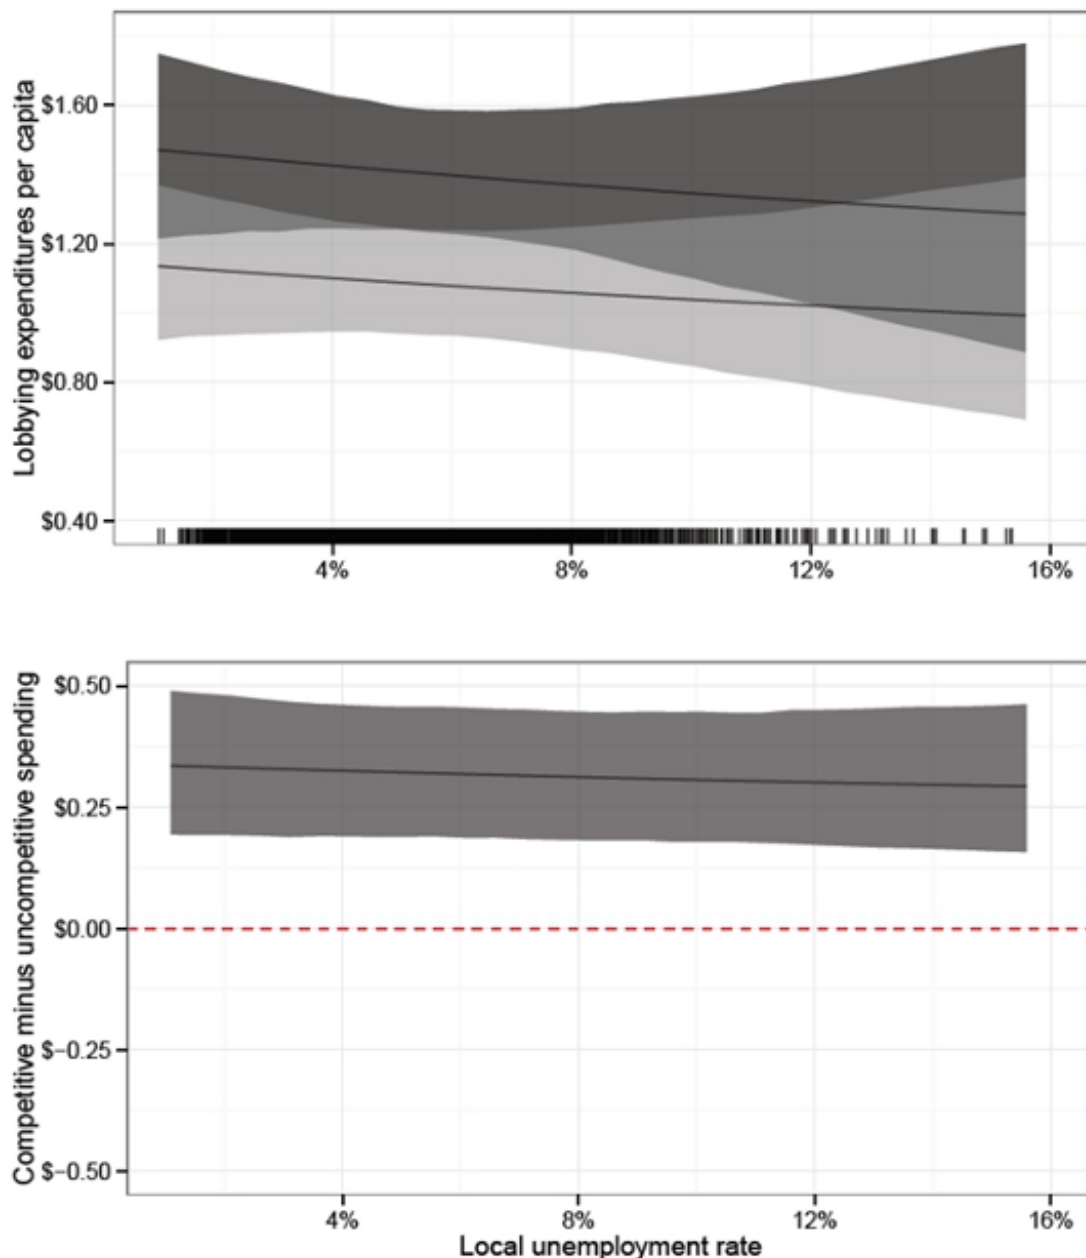 Lobbying expenditures per capita
$1.60
$1.20
$0.80
$0.40
4% 8% 12% 16%
Competitive minus uncompetitive spending
$0.50
$0.25
$0.00
$−0.25
$−0.50
4% 8% 12% 16%
Local unemployment rate